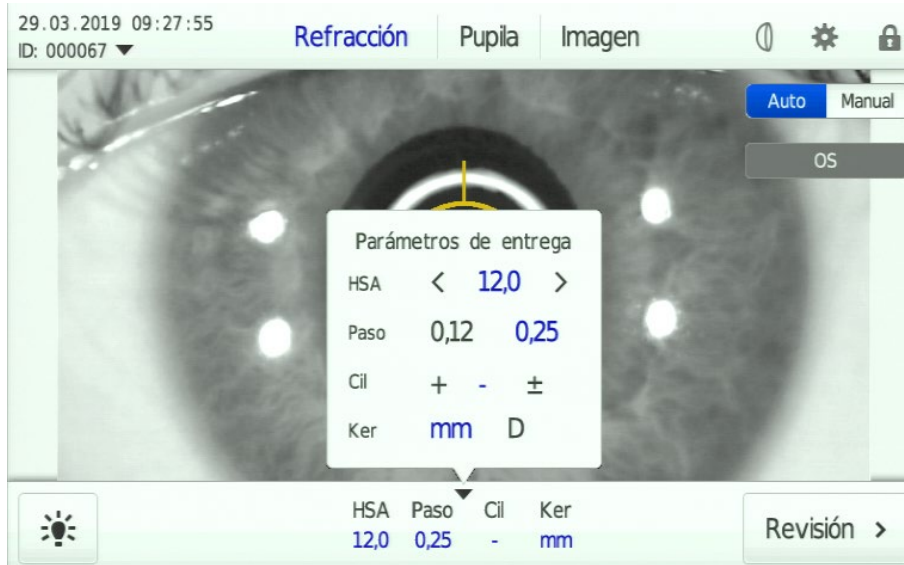 29.03.2019 09:27:55
ID: 000067
Refracción Pupila Imagen
Auto Manual
OS
Parámetros de entrega
HSA < 12,0 >
Paso 0,12 0,25
Cil + - ±
Ker mm D
HSA Paso Cil Ker
12,0 0,25 - mm
Revisión >